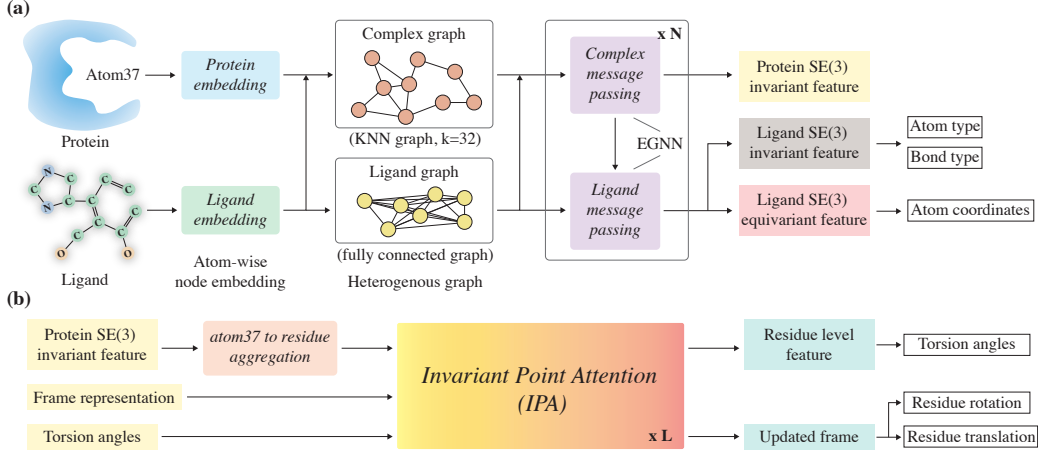 (a)
Atom37
Protein
Protein
embedding
Complex graph
(KNN graph, k=32)
x N
Complex
message
passing
EGNN
Protein SE(3)
invariant feature
Ligand SE(3)
invariant feature
Atom type
Bond type
N
C
C
N
C
C
C
C
C
C
C
C
C
O
O
Ligand
Ligand
embedding
Atom-wise
node embedding
Ligand graph
(fully connected graph)
Heterogenous graph
Ligand
message
passing
Ligand SE(3)
equivariant feature
Atom coordinates
(b)
Protein SE(3)
invariant feature
atom37 to residue
aggregation
Frame representation
Torsion angles
Invariant Point Attention
(IPA)
x L
Residue level
feature
Torsion angles
Updated frame
Residue rotation
Residue translation